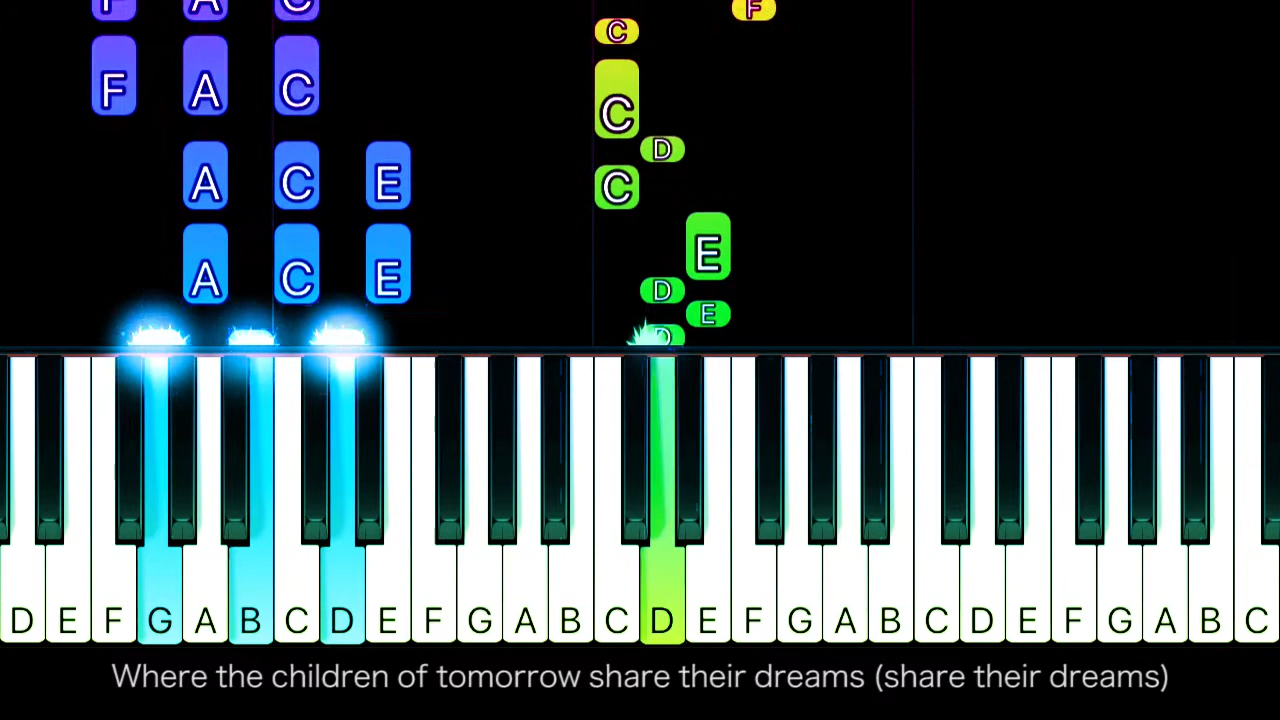 F A C C F
F A C C
D
A C E C
E
A C E D
E
D
D E F G A B C D E F G A B C D E F G A B C D E F G A B C
Where the children of tomorrow share their dreams (share their dreams)